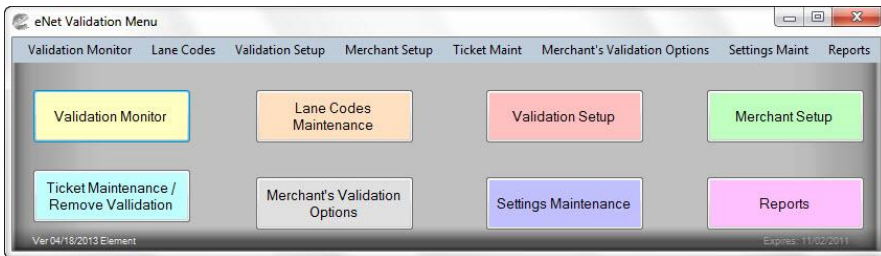 eNet Validation Menu
Validation Monitor Lane Codes Validation Setup Merchant Setup Ticket Maint Merchant's Validation Options Settings Maint Reports
Validation Monitor
Lane Codes
Maintenance
Validation Setup
Merchant Setup
Ticket Maintenance /
Remove Vallidation
Merchant's Validation
Options
Settings Maintenance
Reports
Ver 04/18/2013 Element
Expires: 11/02/2011